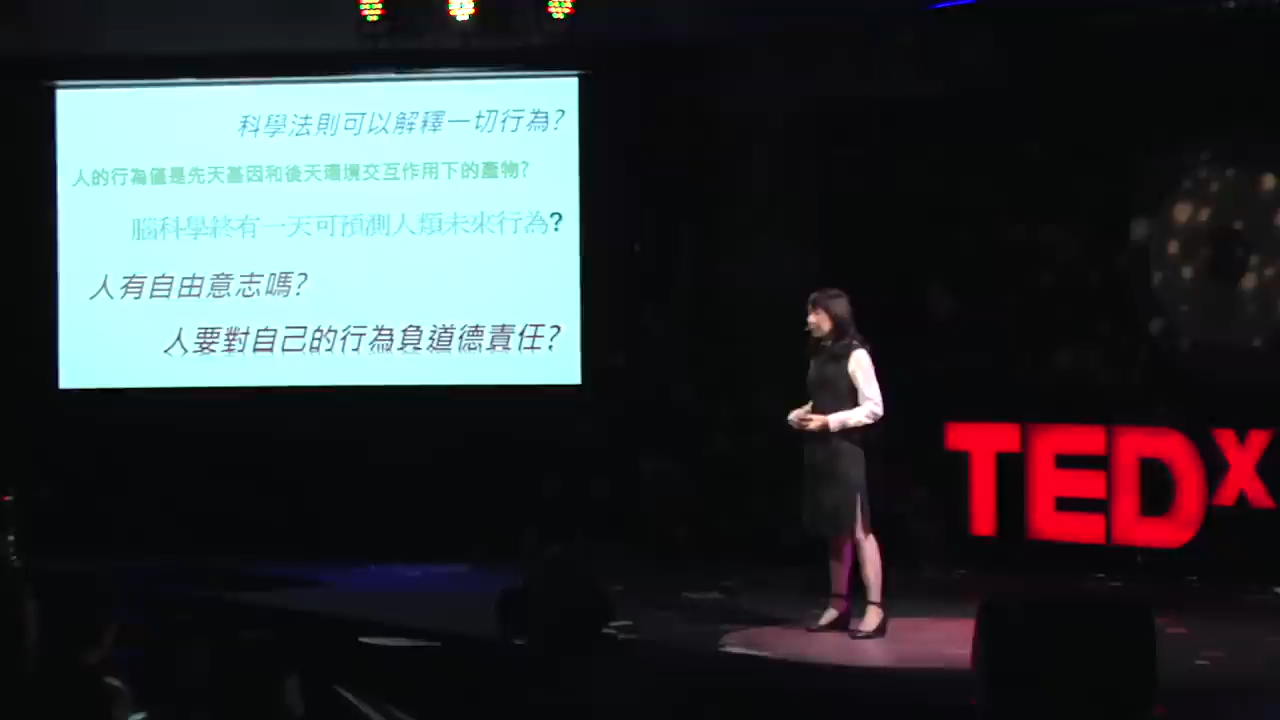 科學法則可以解釋一切行為?
人的行為僅是先天基因和後天環境交互作用下的產物?
腦科學終有一天可預測人類未來行為?
人有自由意志嗎?
人要對自己的行為負道德責任?
TEDx